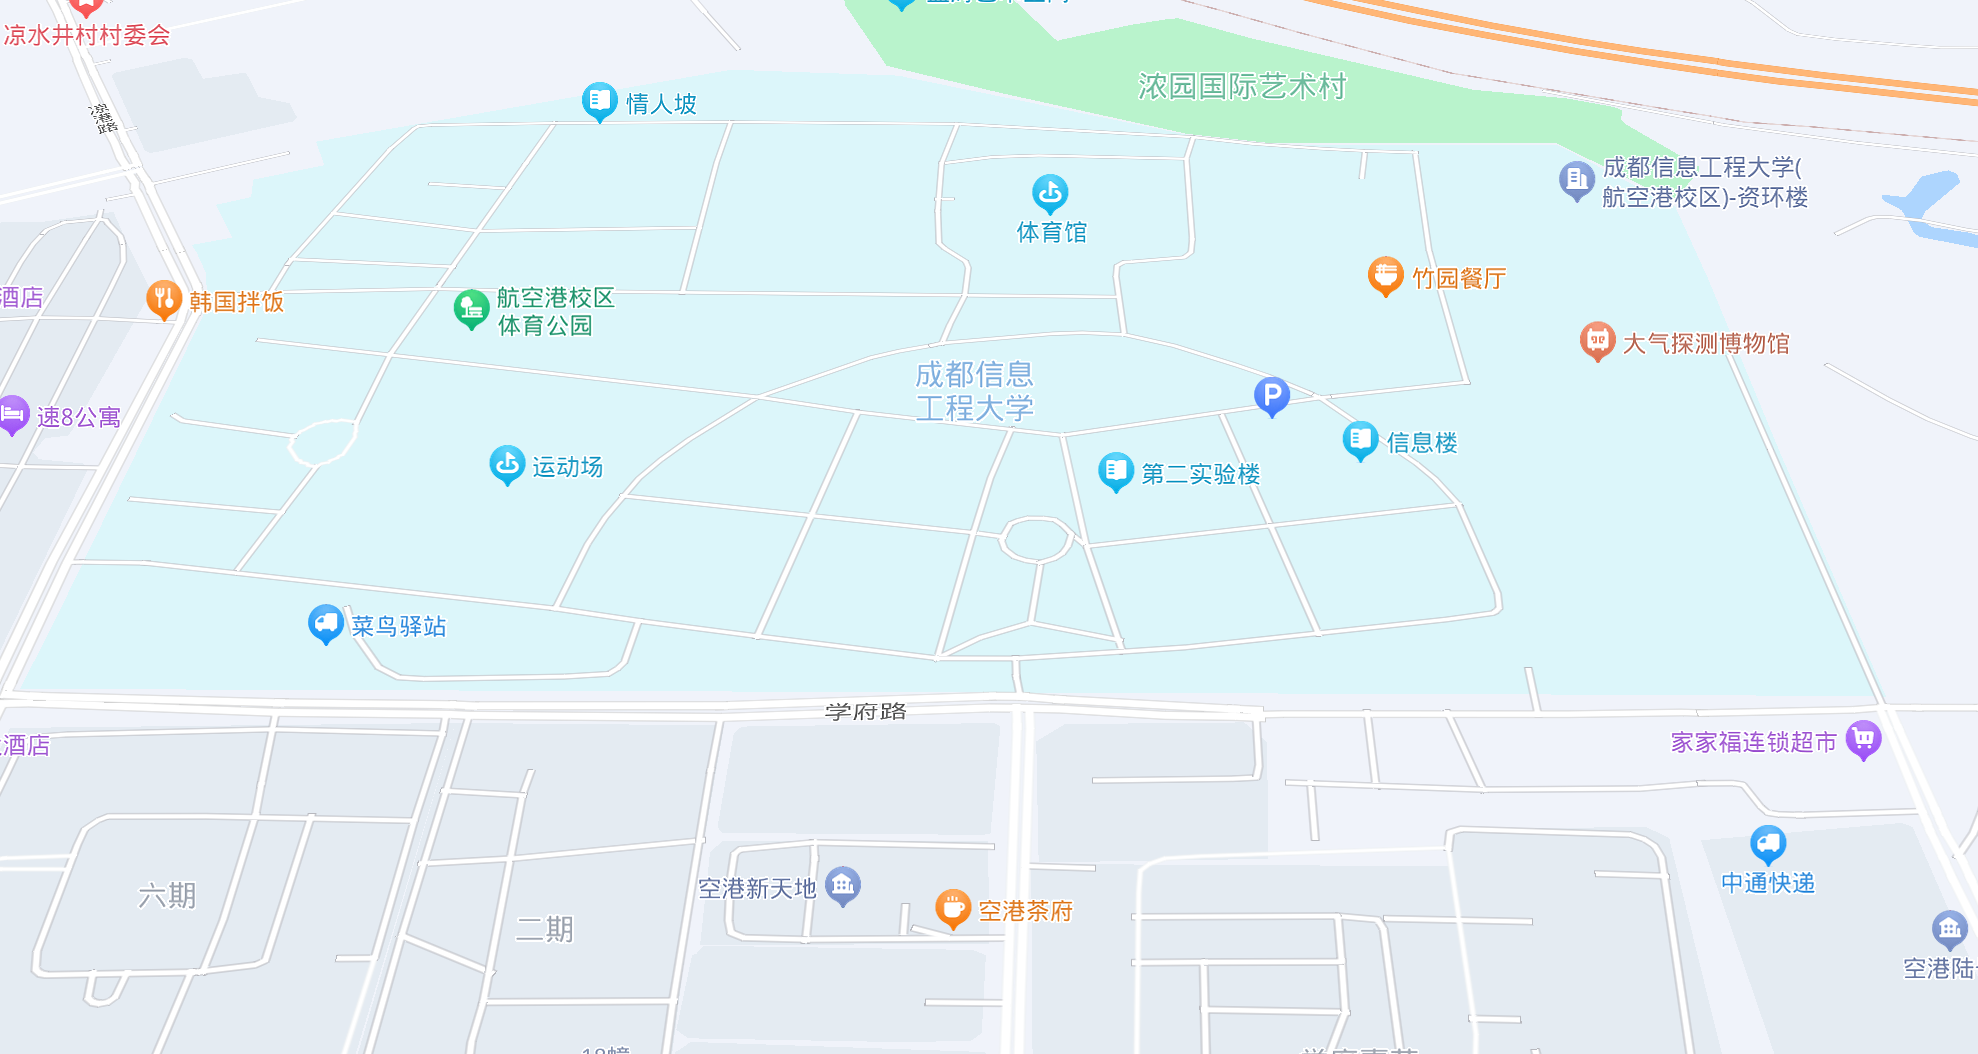 凉水井村村委会
凉港路
情人坡
浓园国际艺术村
成都信息工程大学(
航空港校区)-资环楼
体育馆
竹园餐厅
酒店
韩国拌饭
航空港校区
体育公园
大气探测博物馆
成都信息
工程大学
P
速8公寓
运动场
信息楼
第二实验楼
菜鸟驿站
学府路
酒店
家家福连锁超市
六期
二期
空港新天地
空港茶府
中通快递
空港陆